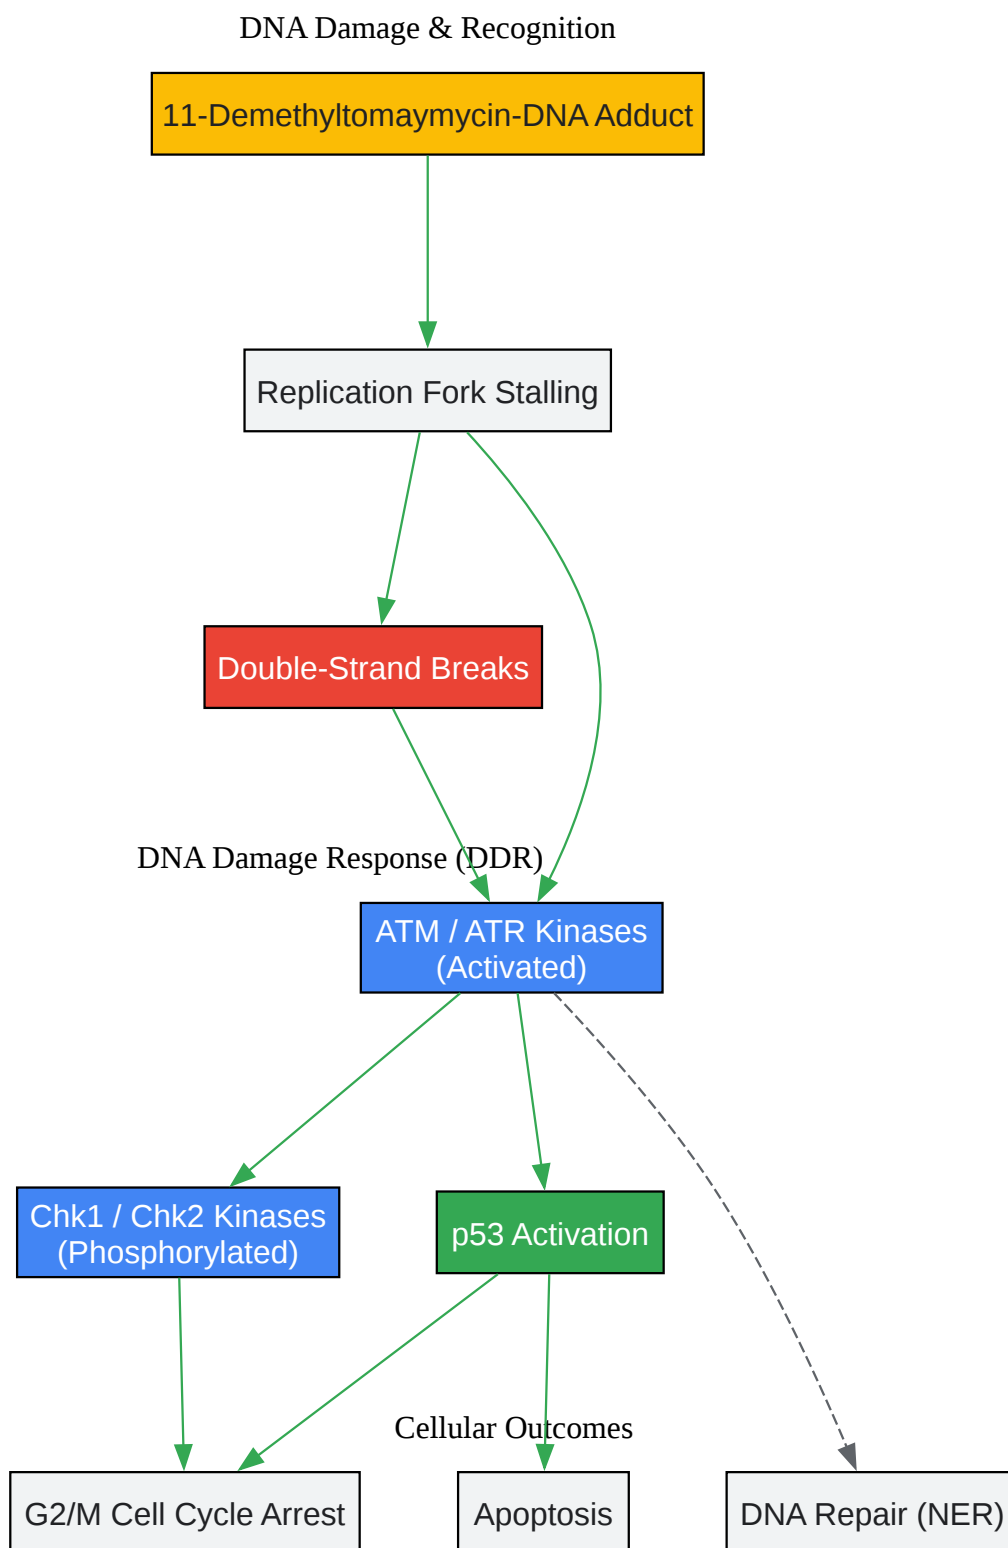 DNA Damage & Recognition
11-Demethyltomaymycin-DNA Adduct
Replication Fork Stalling
Double-Strand Breaks
DNA Damage Response (DDR)
ATM / ATR Kinases
(Activated)
Chk1 / Chk2 Kinases
(Phosphorylated)
p53 Activation
Cellular Outcomes
G2/M Cell Cycle Arrest
Apoptosis
DNA Repair (NER)